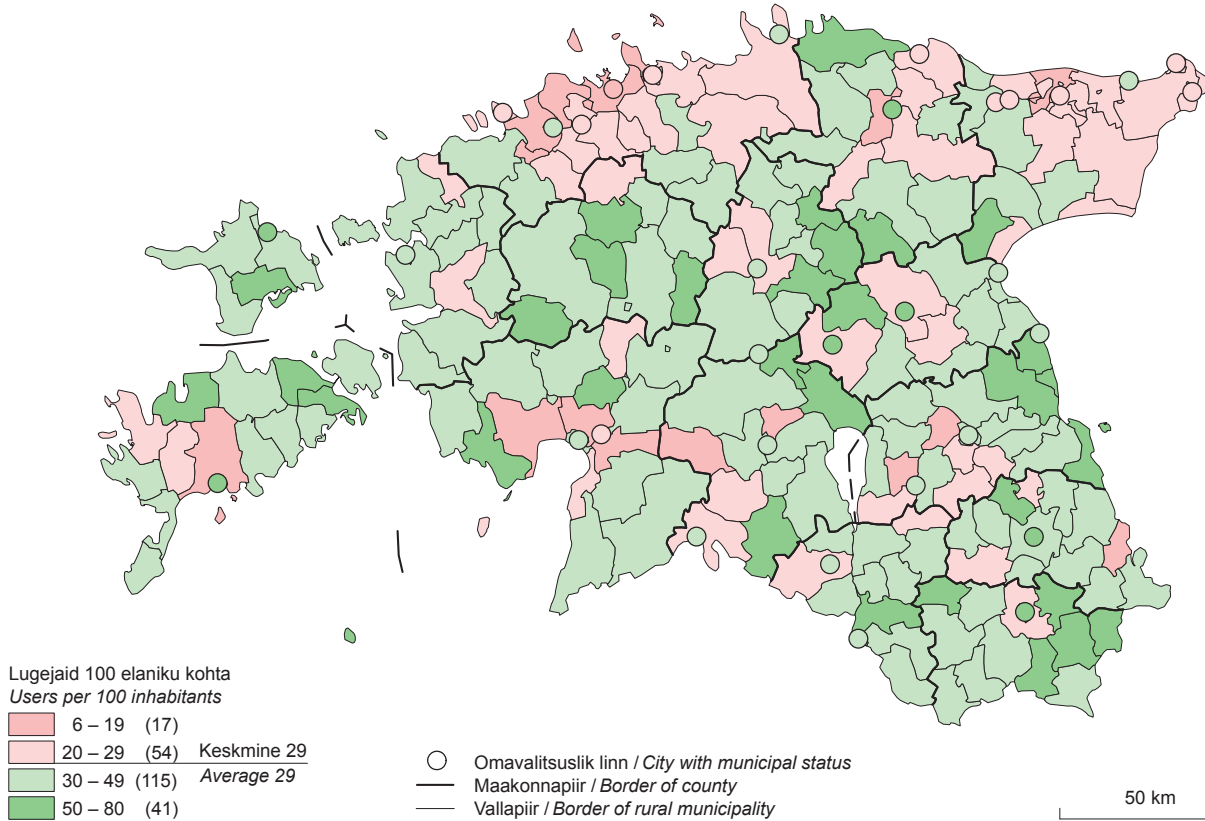 Lugejaid 100 elaniku kohta
Users per 100 inhabitants
6 – 19 (17)
20 – 29 (54) Keskmine 29
Average 29
30 – 49 (115)
50 – 80 (41)
Omavalitsuslik linn / City with municipal status
Maakonnapiir / Border of county
Vallapiir / Border of rural municipality
50 km